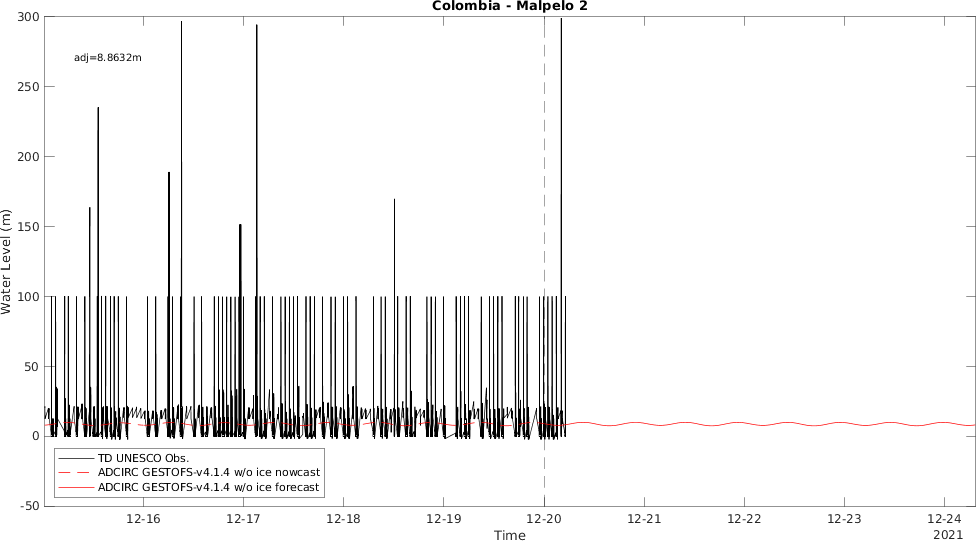 Colombia - Malpelo 2
adj=8.8632m
300
250
200
150
100
50
0
-50
Water Level (m)
TD UNESCO Obs.
ADCIRC GESTOFS-v4.1.4 w/o ice nowcast
ADCIRC GESTOFS-v4.1.4 w/o ice forecast
12-16 12-17 12-18 12-19 12-20 12-21 12-22 12-23 12-24
Time
2021